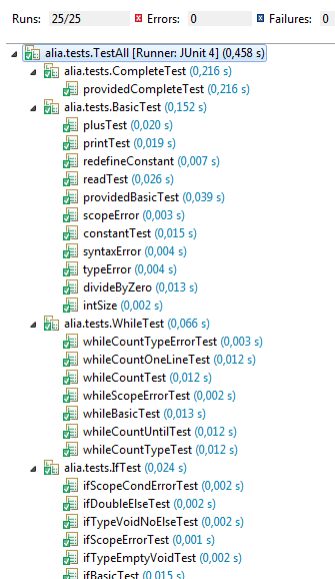 Runs: 25/25 Errors: 0 Failures: 0
alia.tests.TestAll [Runner: JUnit 4] (0,458 s)
alia.tests.CompleteTest (0,216 s)
providedCompleteTest (0,216 s)
alia.tests.BasicTest (0,152 s)
plusTest (0,020 s)
printTest (0,019 s)
redefineConstant (0,007 s)
readTest (0,026 s)
providedBasicTest (0,039 s)
scopeError (0,003 s)
constantTest (0,015 s)
syntaxError (0,004 s)
typeError (0,004 s)
divideByZero (0,013 s)
intSize (0,002 s)
alia.tests.WhileTest (0,066 s)
whileCountTypeErrorTest (0,003 s)
whileCountOneLineTest (0,012 s)
whileCountTest (0,012 s)
whileScopeErrorTest (0,002 s)
whileBasicTest (0,013 s)
whileCountUntilTest (0,012 s)
whileCountTypeTest (0,012 s)
alia.tests.IfTest (0,024 s)
ifScopeCondErrorTest (0,002 s)
ifDoubleElseTest (0,002 s)
ifTypeVoidNoElseTest (0,002 s)
ifScopeErrorTest (0,001 s)
ifTypeEmptyVoidTest (0,002 s)
ifBasicTest (0,015 s)